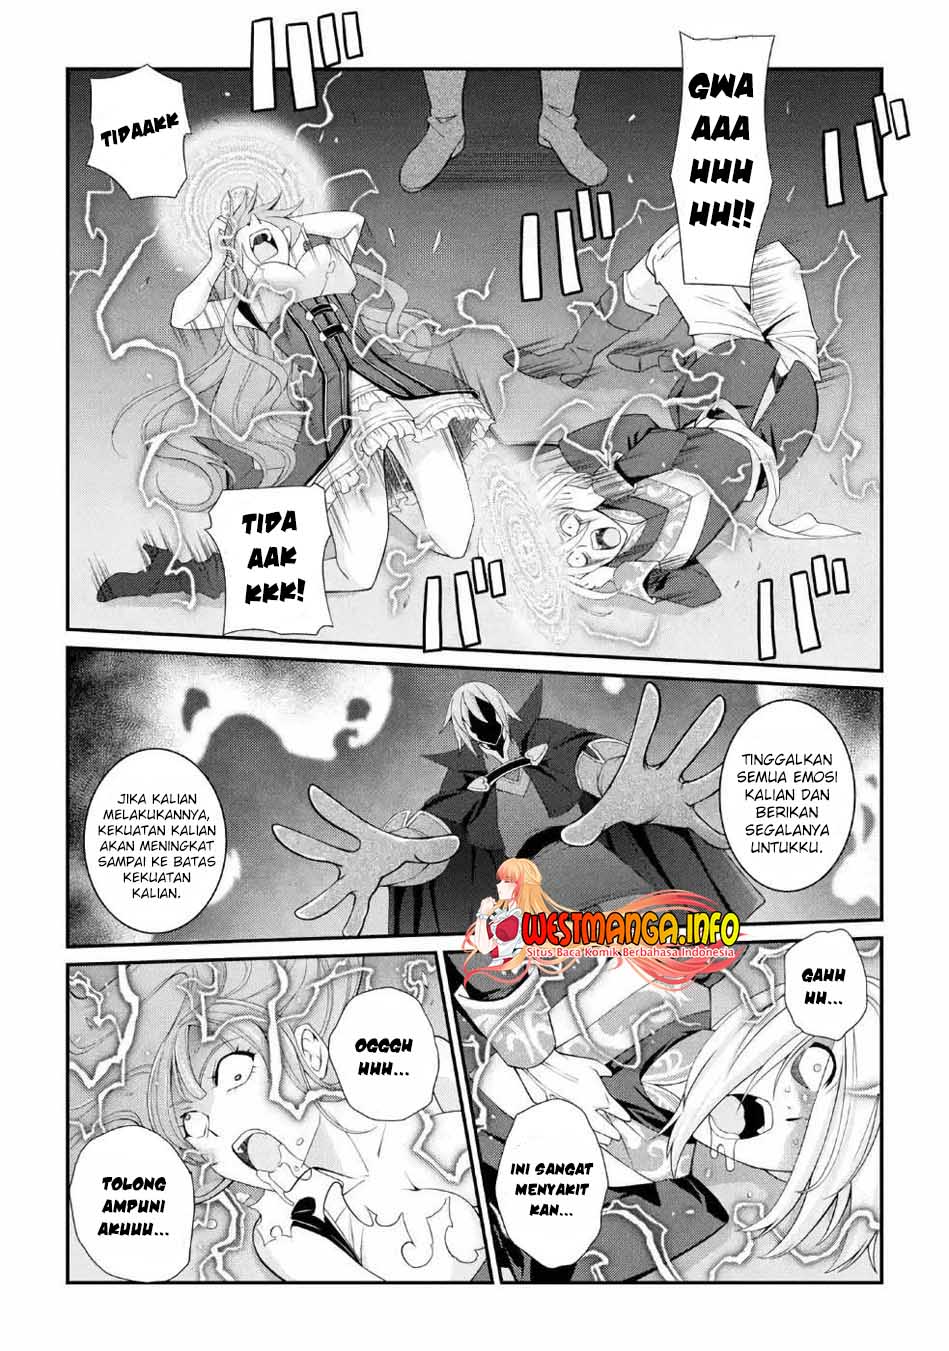 TIDAAKK
GWA
AAA
HHH
HH!!
TIDA
AAK
KKK!
TINGGALKAN
SEMUA EMOSI
KALIAN DAN
BERIKAN
SEGALANYA
UNTUKKU.
JIKA KALIAN
MELAKUKANNYA,
KEKUATAN KALIAN
AKAN MENINGKAT
SAMPAI KE BATAS
KEKUATAN
KALIAN.
WESTMANGA.INFO
Situs Baca Komik Berbahasa Indonesia
OGGGH
HHH...
TOLONG
AMPUNI
AKUUU...
GAHH
HH...
INI SANGAT
MENYAKIT
KAN...